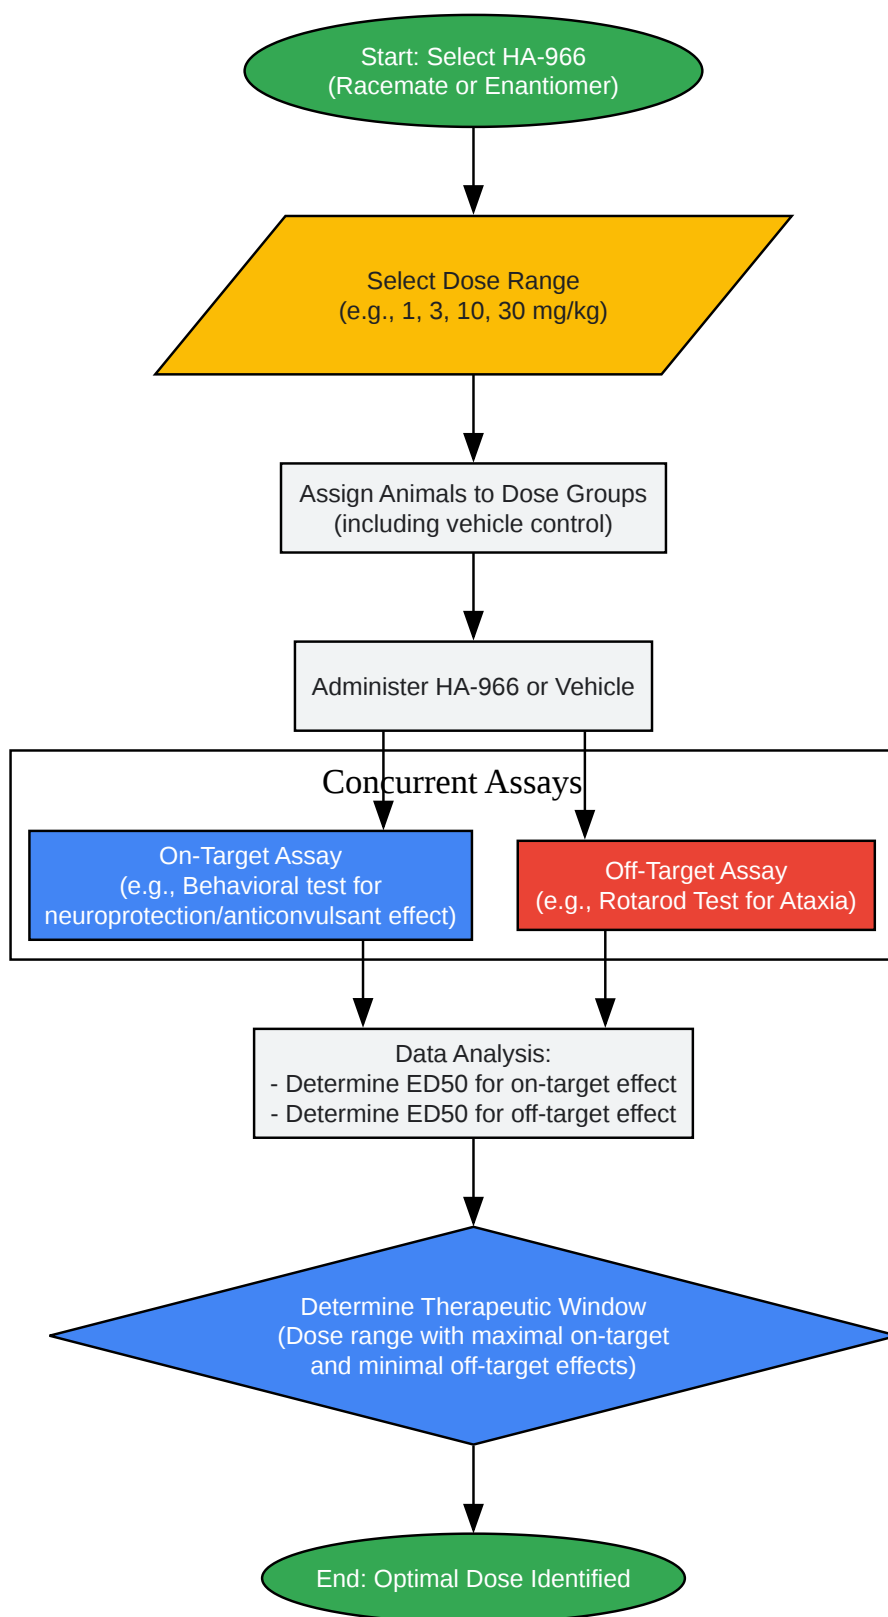 Start: Select HA-966
(Racemate or Enantiomer)
Select Dose Range
(e.g., 1, 3, 10, 30 mg/kg)
Assign Animals to Dose Groups
(including vehicle control)
Administer HA-966 or Vehicle
Concurrent Assays
On-Target Assay
(e.g., Behavioral test for
neuroprotection/anticonvulsant effect)
Off-Target Assay
(e.g., Rotarod Test for Ataxia)
Data Analysis:
- Determine ED50 for on-target effect
- Determine ED50 for off-target effect
Determine Therapeutic Window
(Dose range with maximal on-target
and minimal off-target effects)
End: Optimal Dose Identified